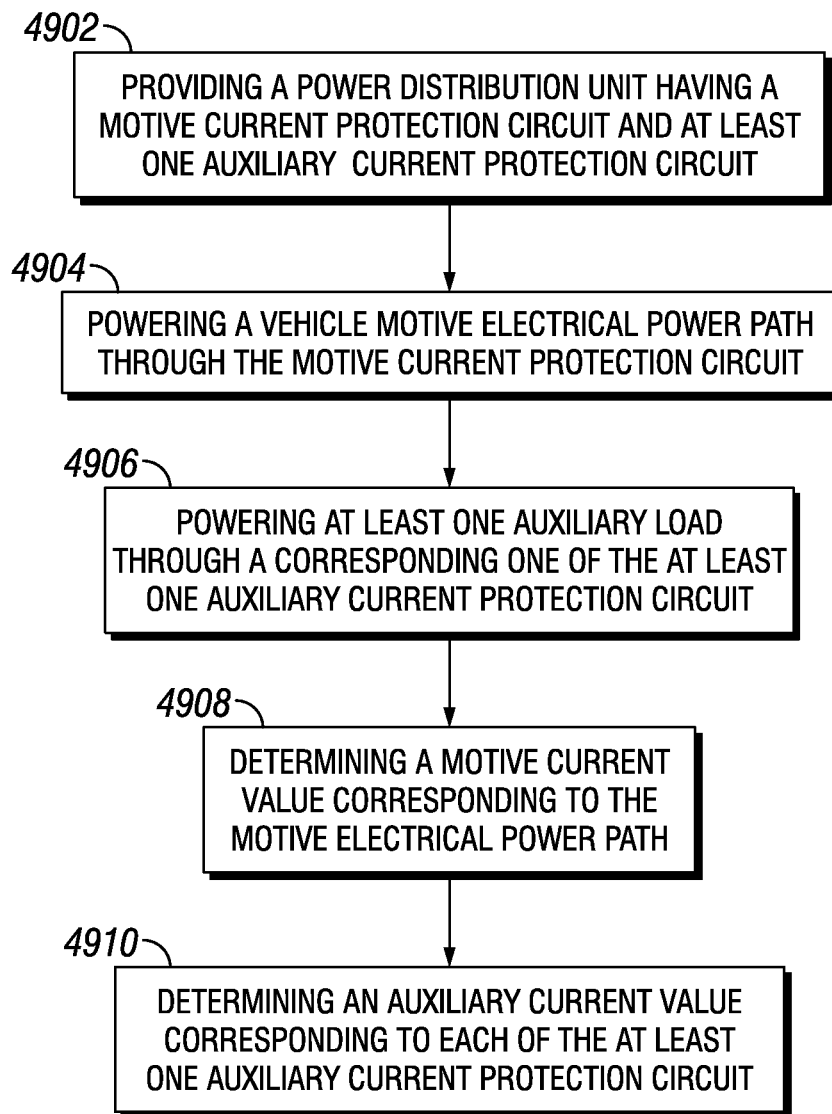 4902
PROVIDING A POWER DISTRIBUTION UNIT HAVING A
MOTIVE CURRENT PROTECTION CIRCUIT AND AT LEAST
ONE AUXILIARY CURRENT PROTECTION CIRCUIT
4904
POWERING A VEHICLE MOTIVE ELECTRICAL POWER PATH
THROUGH THE MOTIVE CURRENT PROTECTION CIRCUIT
4906
POWERING AT LEAST ONE AUXILIARY LOAD
THROUGH A CORRESPONDING ONE OF THE AT LEAST
ONE AUXILIARY CURRENT PROTECTION CIRCUIT
4908
DETERMINING A MOTIVE CURRENT
VALUE CORRESPONDING TO THE
MOTIVE ELECTRICAL POWER PATH
4910
DETERMINING AN AUXILIARY CURRENT VALUE
CORRESPONDING TO EACH OF THE AT LEAST
ONE AUXILIARY CURRENT PROTECTION CIRCUIT